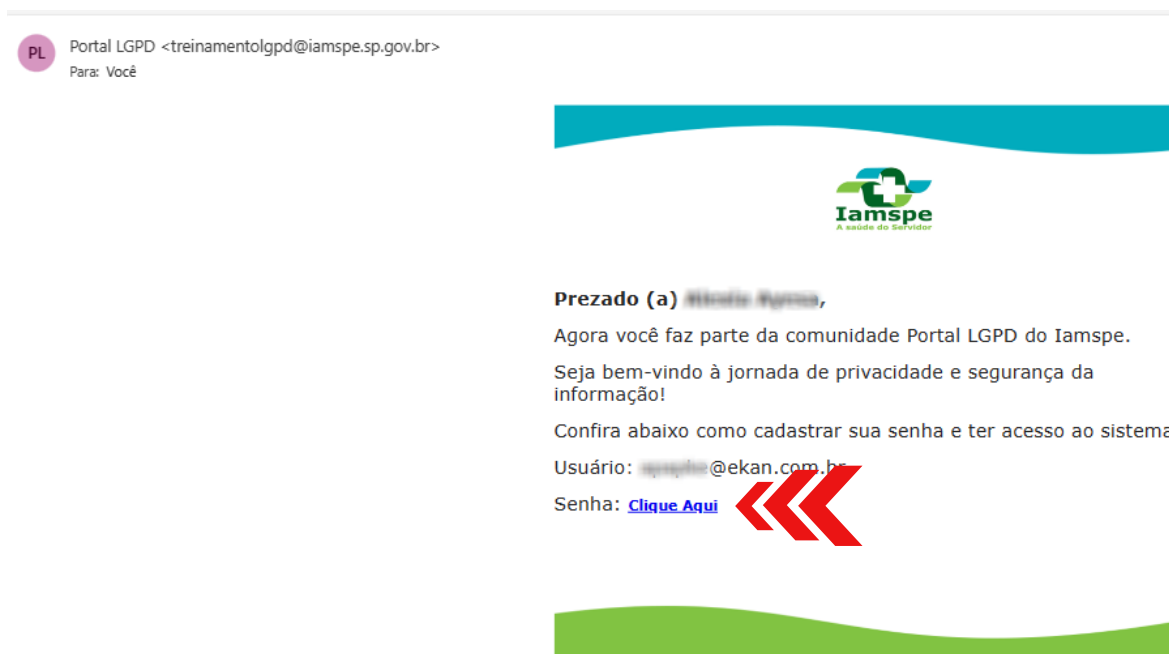 PL
Portal LGPD <treinamentolgpd@iamspe.sp.gov.br>
Para: Você
Iamspe
A saúde do Servidor
Prezado (a) ,
Agora você faz parte da comunidade Portal LGPD do Iamspe.
Seja bem-vindo à jornada de privacidade e segurança da
informação!
Confira abaixo como cadastrar sua senha e ter acesso ao sistema
Usuário: @ekan.com.br
Senha: Clique Aqui